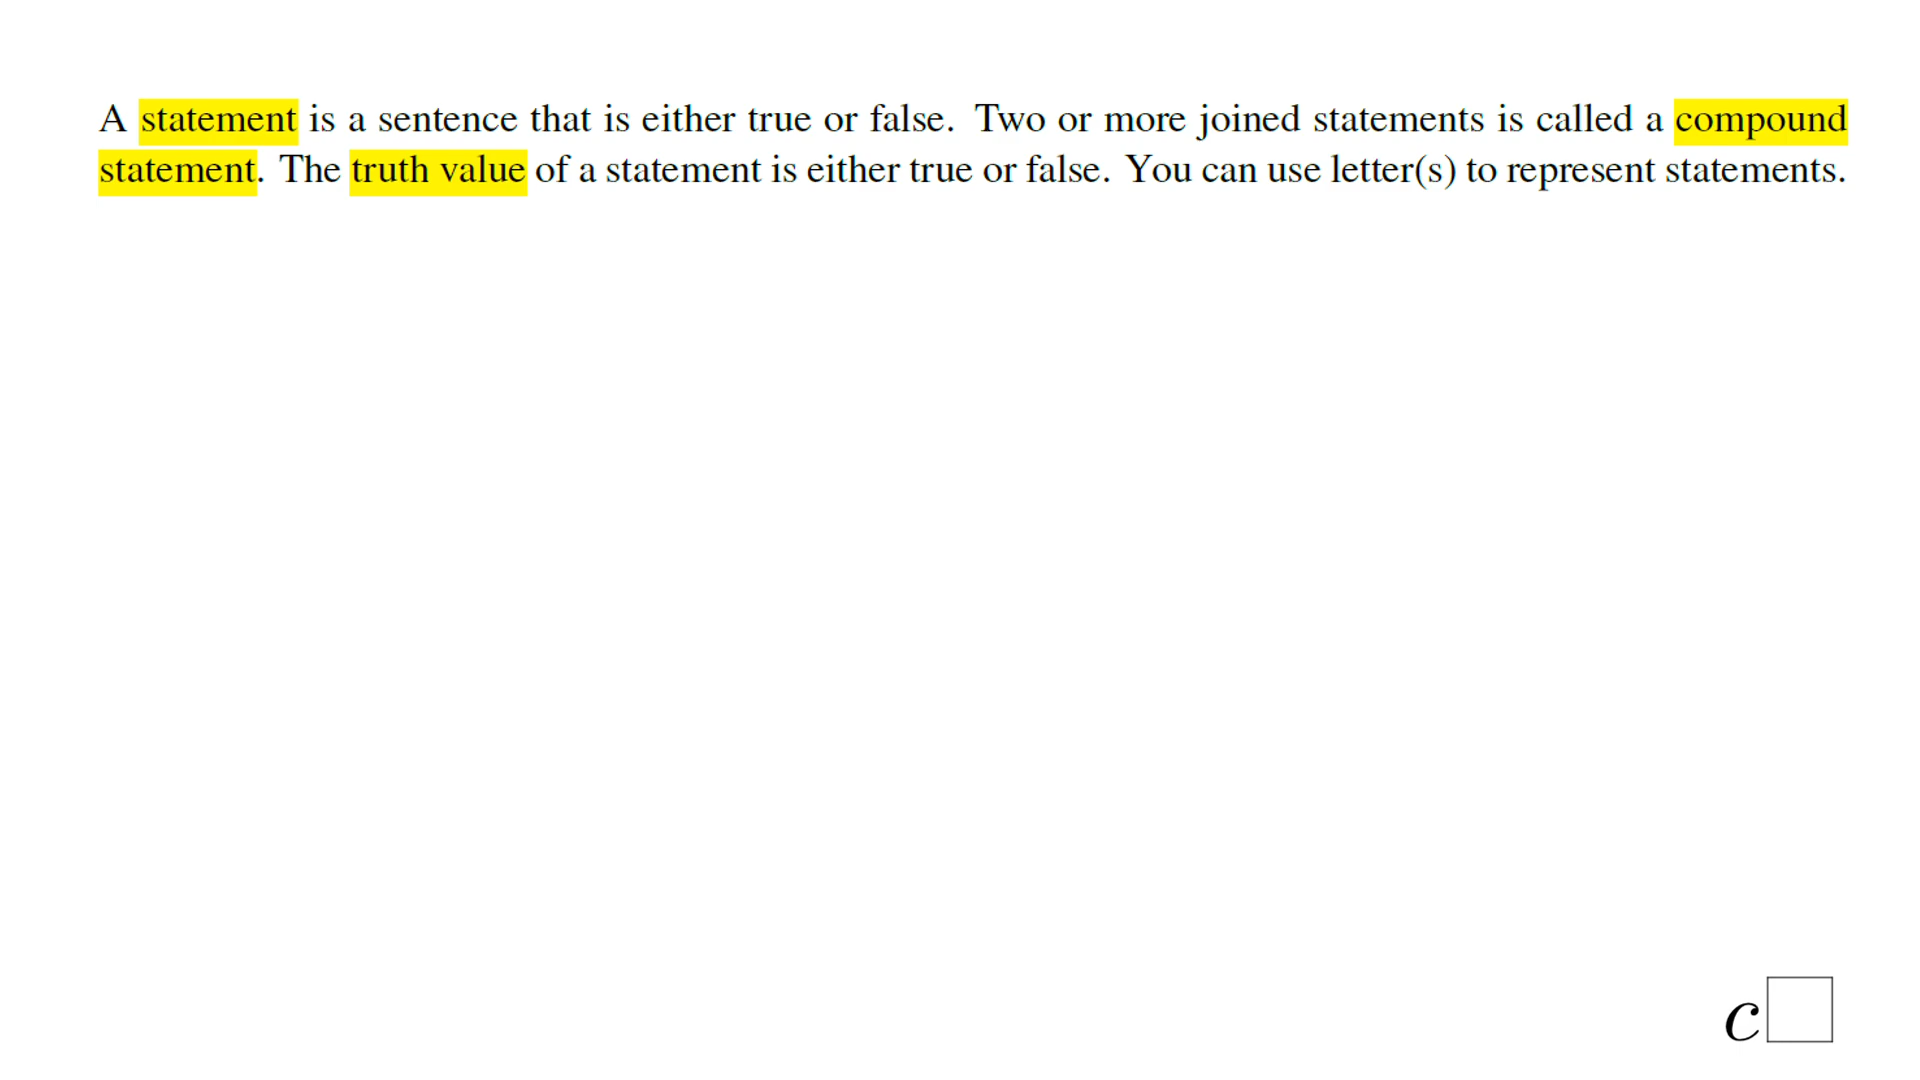 A statement is a sentence that is either true or false. Two or more joined statements is called a compound
statement. The truth value of a statement is either true or false. You can use letter(s) to represent statements.
c